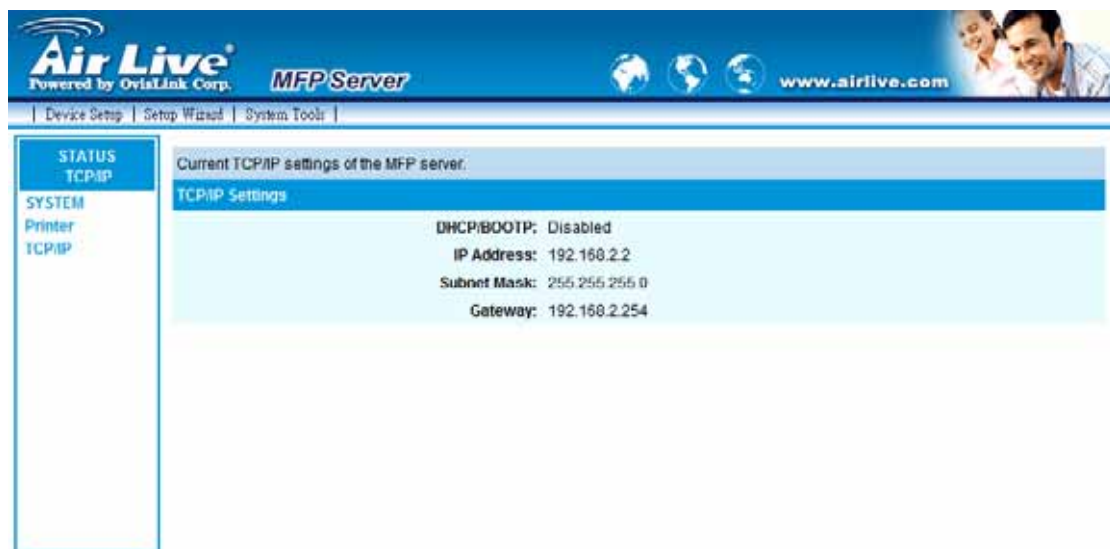 Air Live®
Powered by OvisLink Corp.
MFP Server
www.airlive.com
| Device Setup | Setup Wizard | System Tools |
STATUS
TCP/IP
SYSTEM
Printer
TCP/IP
Current TCP/IP settings of the MFP server.
TCP/IP Settings
DHCP/BOOTP: Disabled
IP Address: 192.168.2.2
Subnet Mask: 255.255.255.0
Gateway: 192.168.2.254